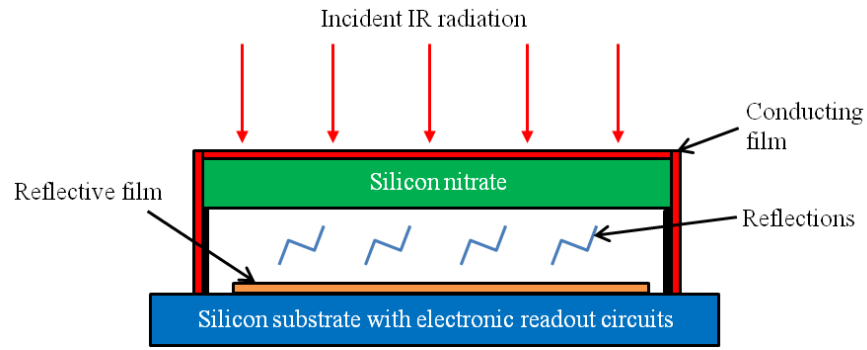 Incident IR radiation
Conducting
film
Silicon nitrate
Reflective film
Reflections
Silicon substrate with electronic readout circuits